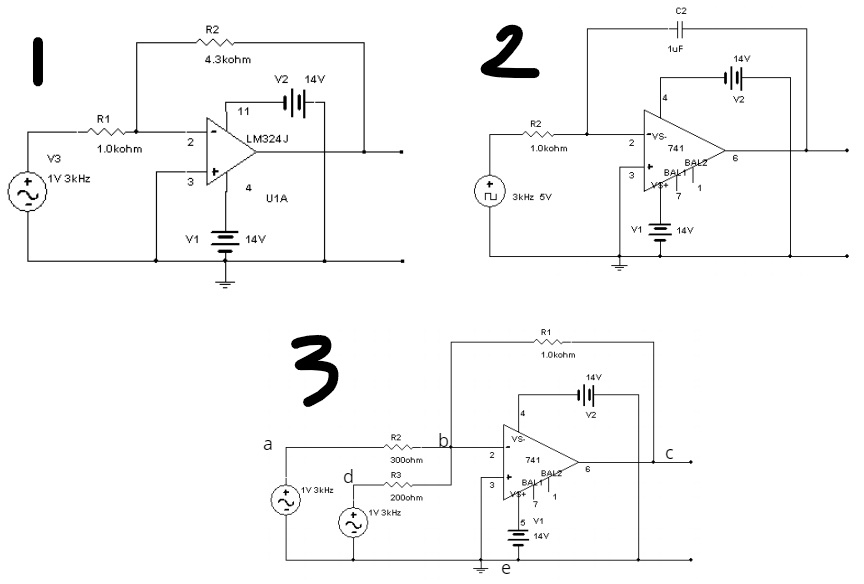 1
R2
4.3kohm
V2 14V
11
R1
1.0kohm
2
LM324J
V3
1V 3kHz
3
4
U1A
V1 14V
2
C2
1uF
14V
V2
4
R2
1.0kohm
2
VS-
741
6
3
BAL2
BAL1
VS+
1
7
3kHz 5V
V1 14V
3
R1
1.0kohm
14V
V2
4
a
R2
b
300ohm
VS-
2
741
c
6
d
R3
200ohm
3
BAL2
BAL1
VS+
1
7
1V 3kHz
1V 3kHz
5 V1
14V
e